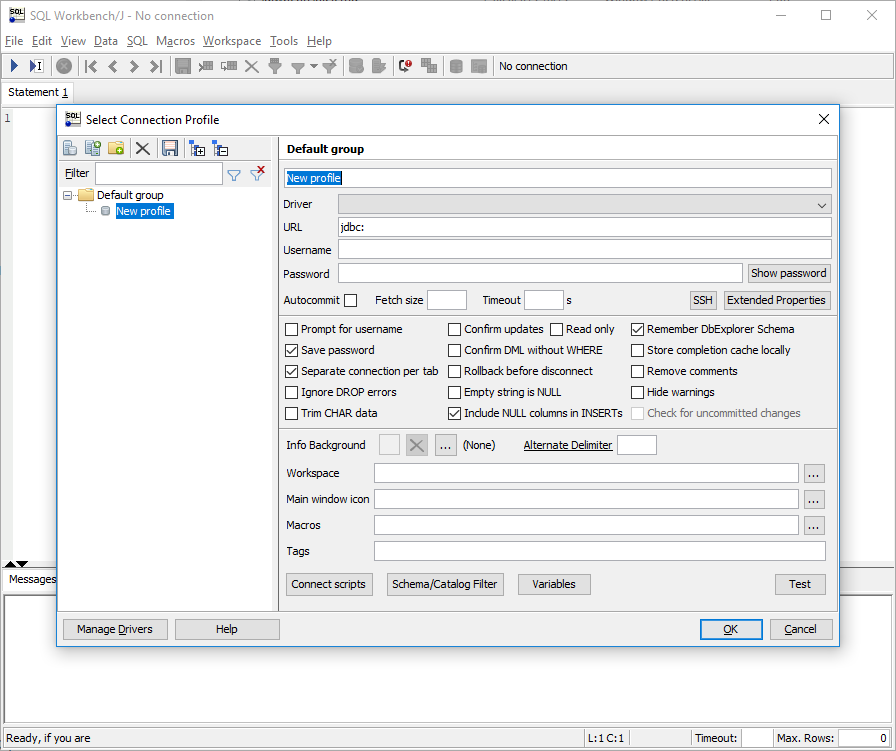 SQL Workbench/J - No connection
File Edit View Data SQL Macros Workspace Tools Help
No connection
Statement 1
1
SQL Select Connection Profile
Filter
Default group
New profile
Default group
New profile
Driver
URL jdbc:
Username
Password Show password
Autocommit Fetch size Timeout s SSH Extended Properties
Prompt for username Confirm updates Read only Remember DbExplorer Schema
Save password Confirm DML without WHERE Store completion cache locally
Separate connection per tab Rollback before disconnect Remove comments
Ignore DROP errors Empty string is NULL Hide warnings
Trim CHAR data Include NULL columns in INSERTs Check for uncommitted changes
Info Background ... (None) Alternate Delimiter
Workspace ...
Main window icon ...
Macros ...
Tags
Connect scripts Schema/Catalog Filter Variables Test
Manage Drivers Help OK Cancel
Messages
Ready, if you are L:1 C:1 Timeout: Max. Rows: 0